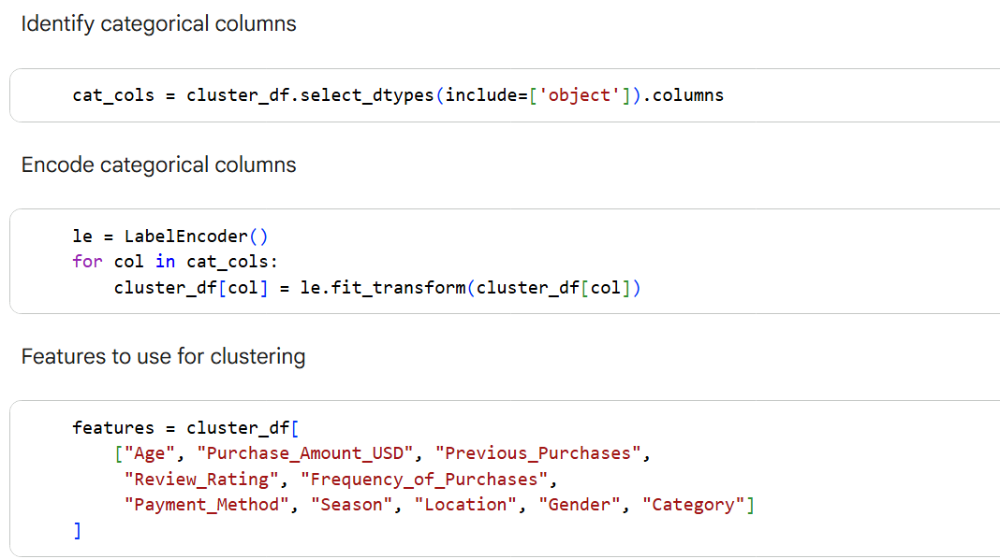 Identify categorical columns
cat_cols = cluster_df.select_dtypes(include=['object']).columns
Encode categorical columns
le = LabelEncoder()
for col in cat_cols:
    cluster_df[col] = le.fit_transform(cluster_df[col])
Features to use for clustering
features = cluster_df[
    ["Age", "Purchase_Amount_USD", "Previous_Purchases",
     "Review_Rating", "Frequency_of_Purchases",
     "Payment_Method", "Season", "Location", "Gender", "Category"]
]